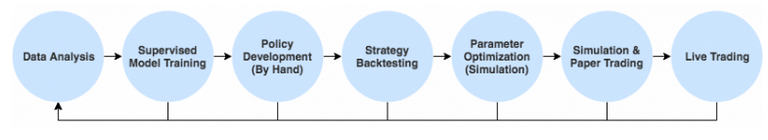 Data Analysis
Supervised
Model Training
Policy
Development
(By Hand)
Strategy
Backtesting
Parameter
Optimization
(Simulation)
Simulation &
Paper Trading
Live Trading